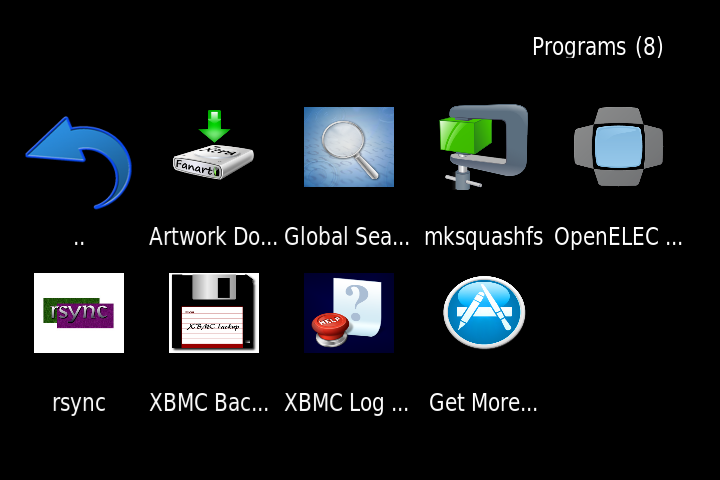 Programs (8)
Fanart
..
Artwork Do...
Global Sea...
mksquashfs
OpenELEC ...
rsync
XBMC backup
HELP
?
rsync
XBMC Bac...
XBMC Log ...
Get More...